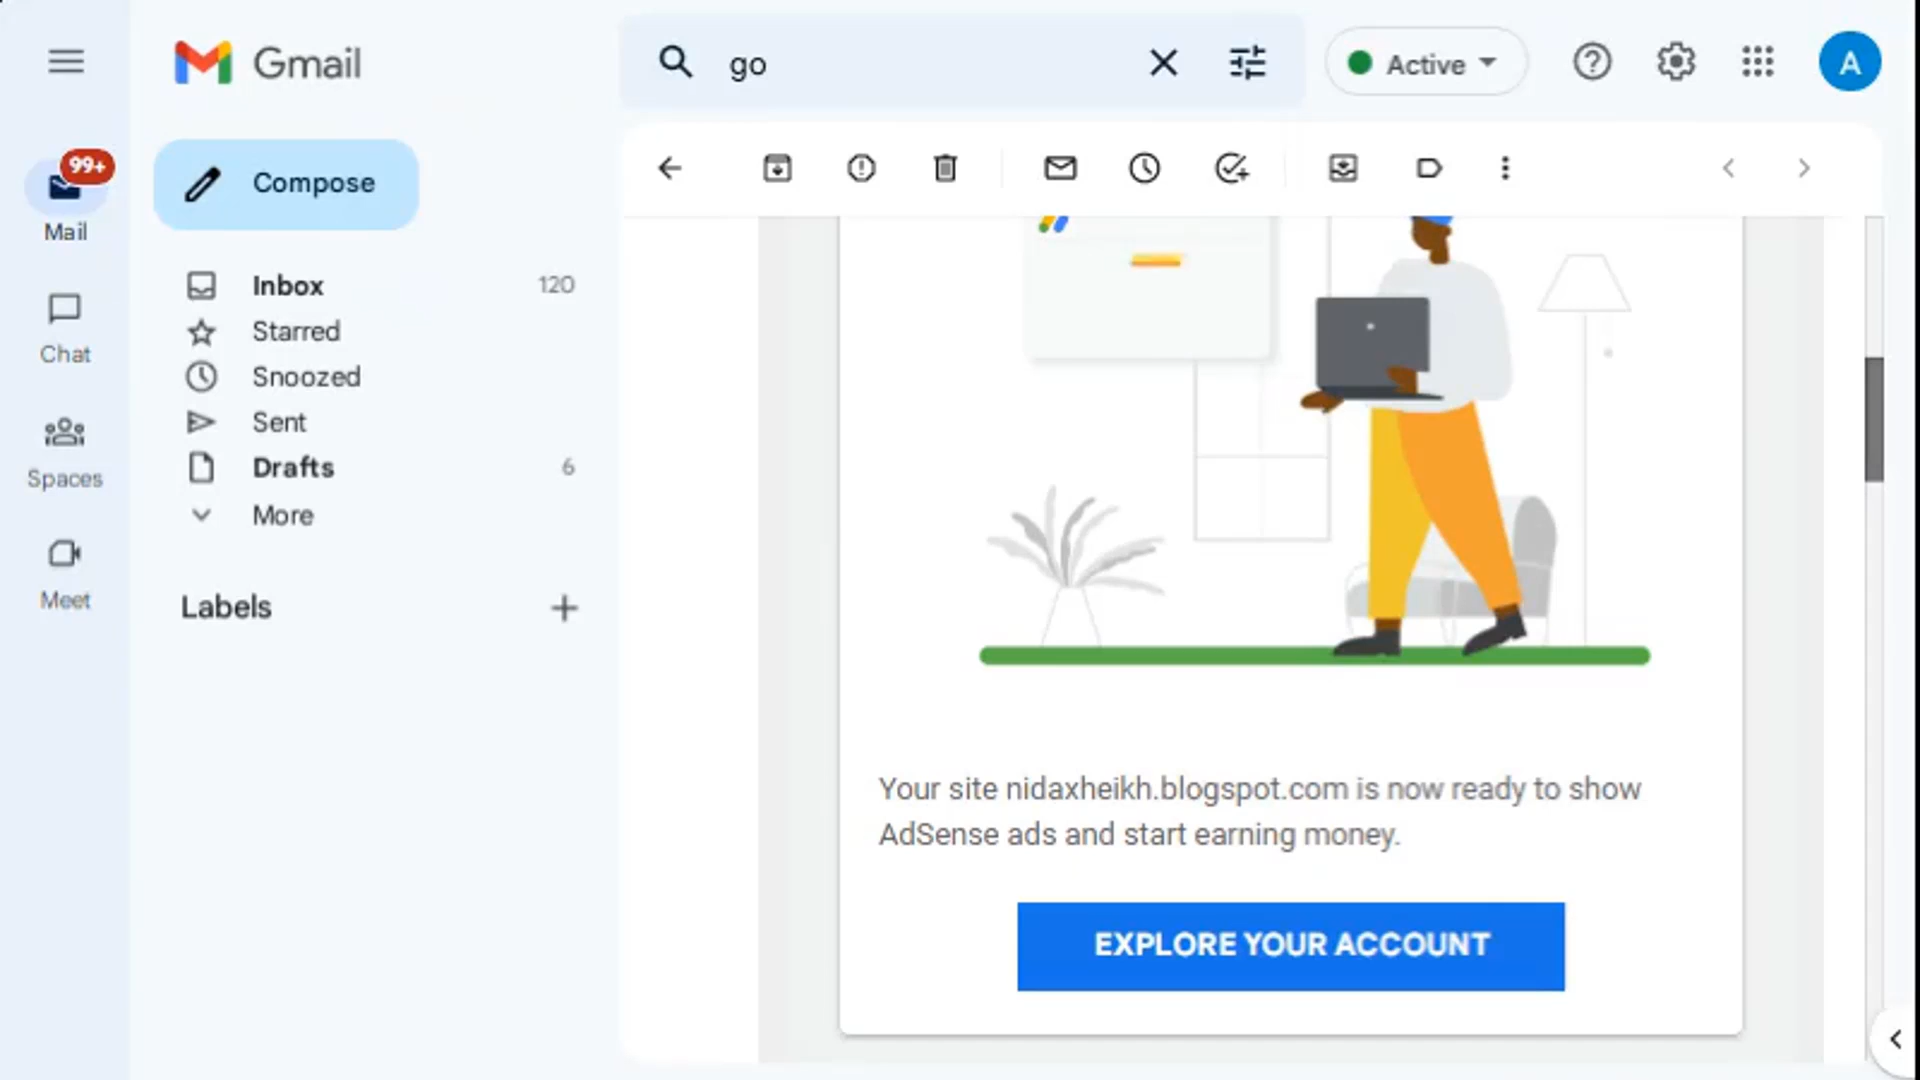 Gmail
go
Active
A
99+
Mail
Compose
Inbox 120
Starred
Snoozed
Sent
Drafts 6
More
Chat
Spaces
Meet
Labels
Your site nidaxheikh.blogspot.com is now ready to show
AdSense ads and start earning money.
EXPLORE YOUR ACCOUNT